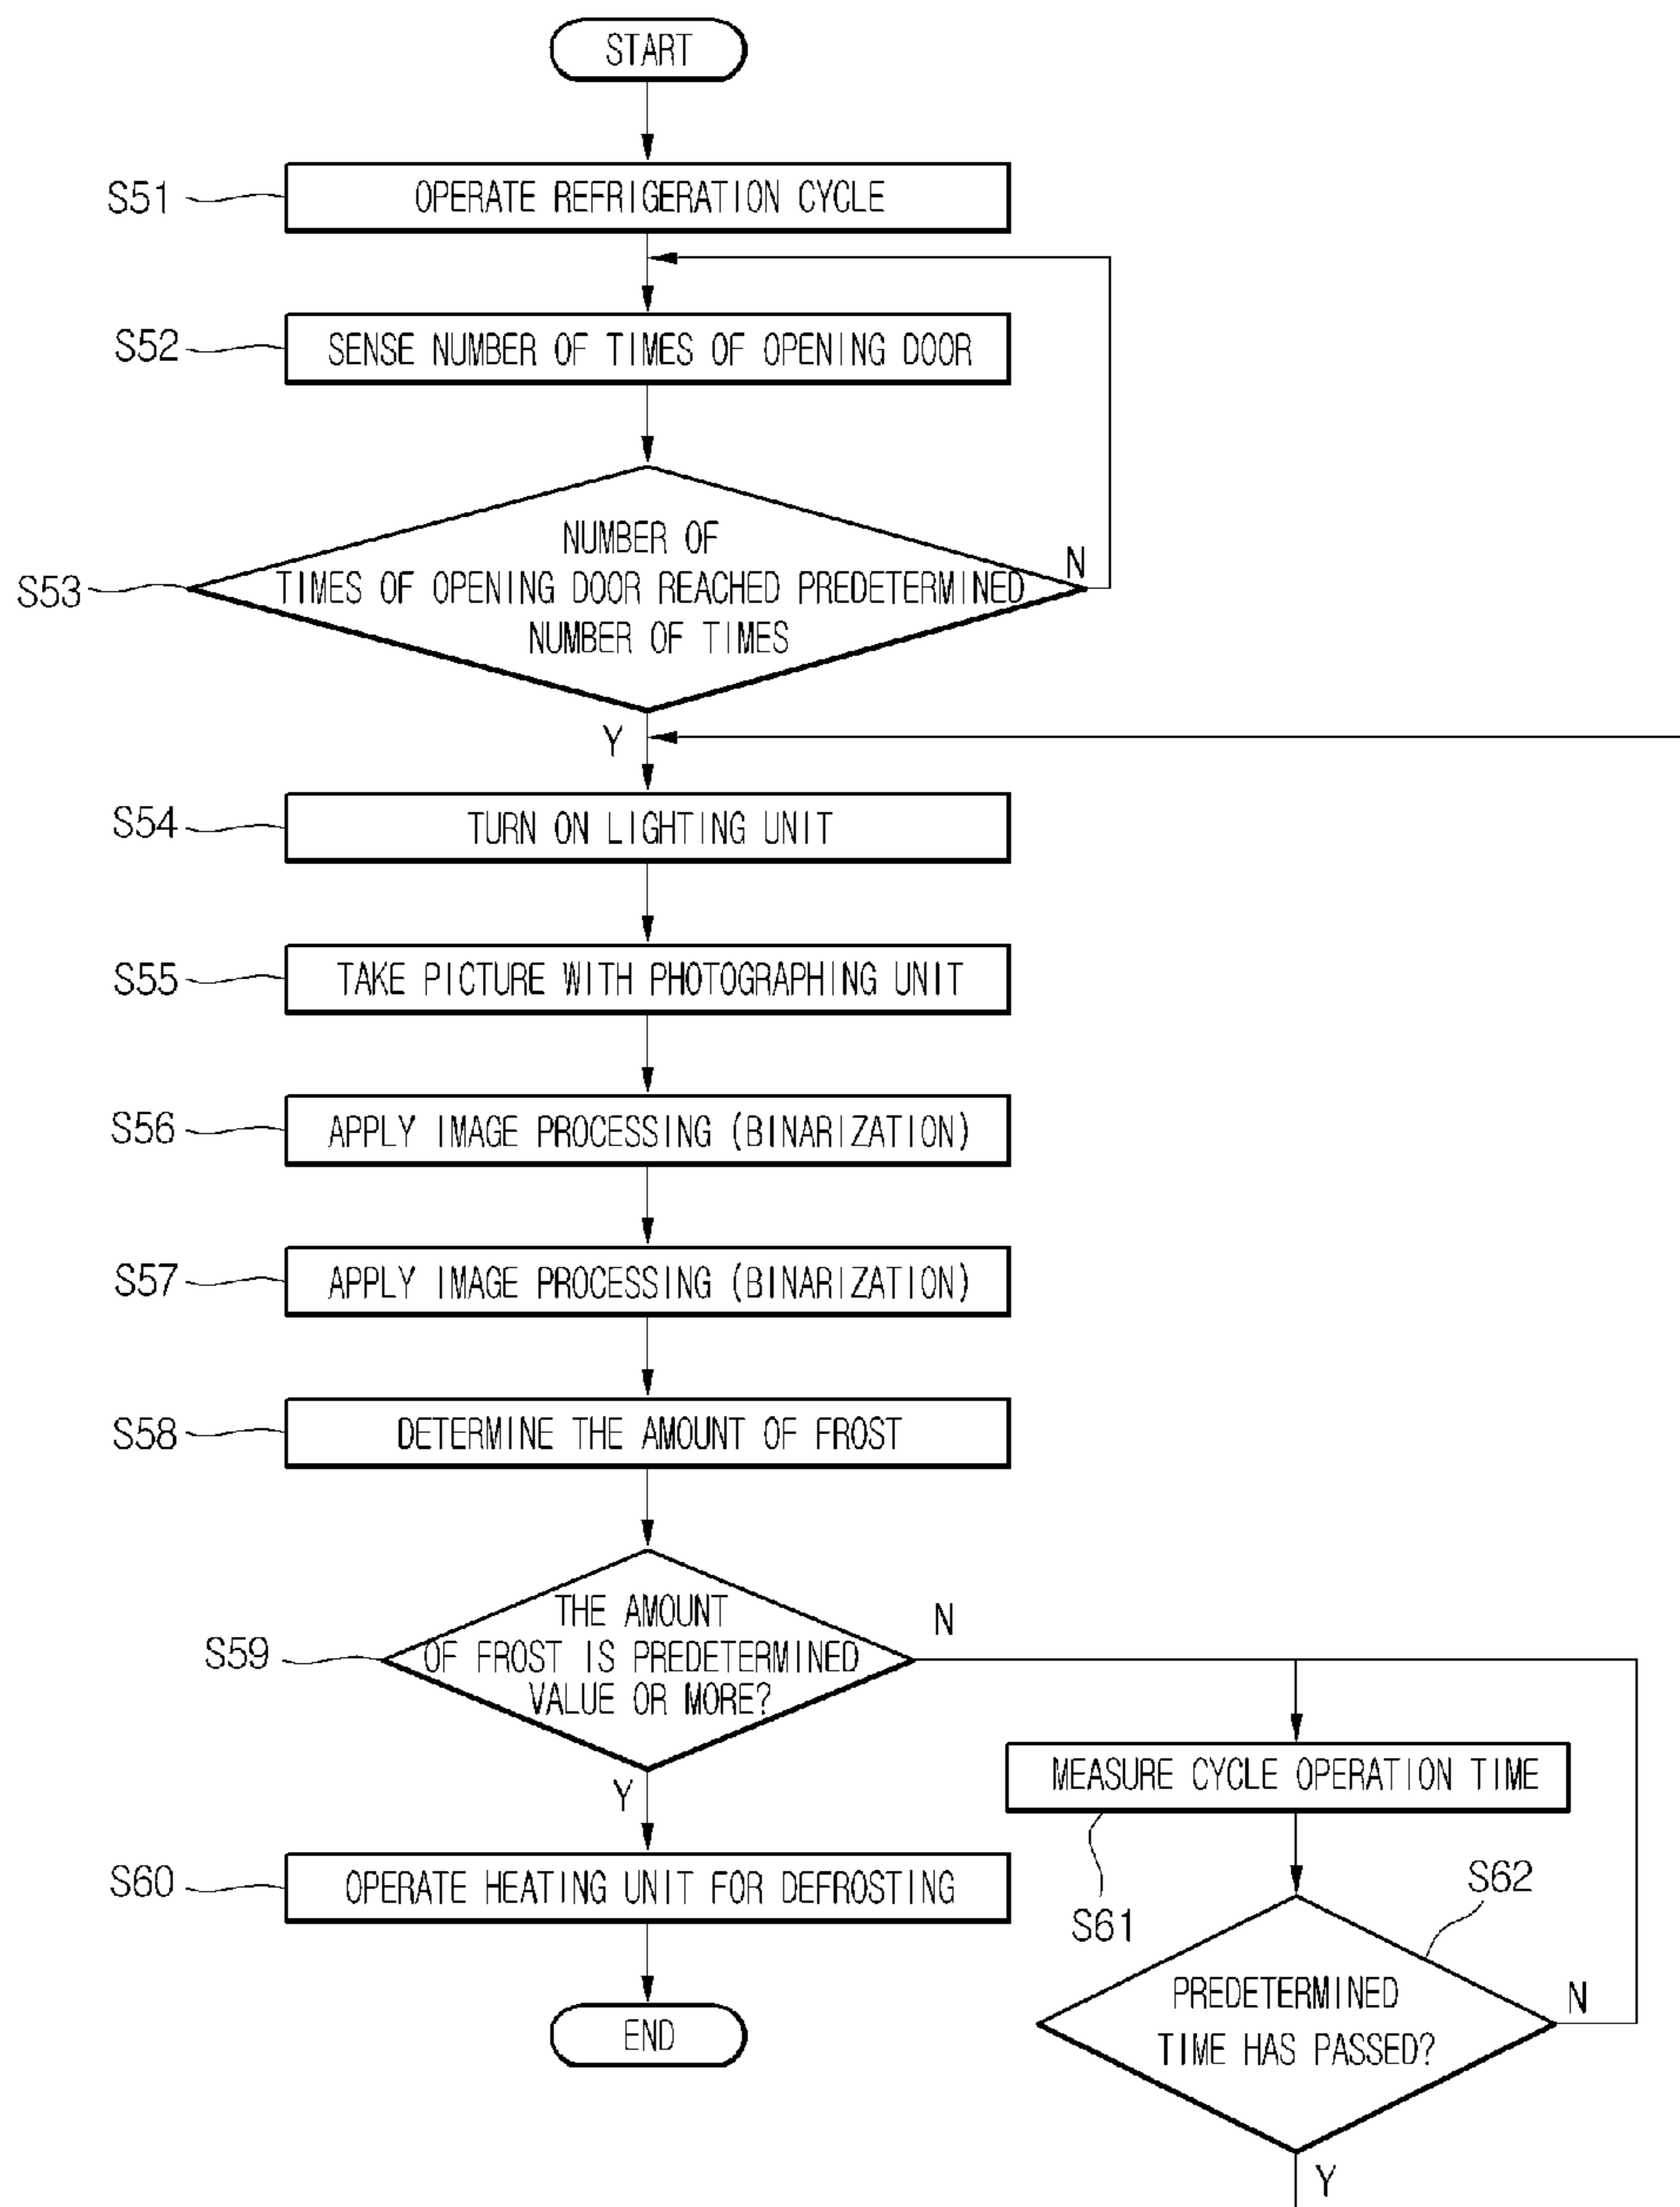 START
S51
OPERATE REFRIGERATION CYCLE
S52
SENSE NUMBER OF TIMES OF OPENING DOOR
S53
NUMBER OF
TIMES OF OPENING DOOR REACHED PREDETERMINED
NUMBER OF TIMES
N
Y
S54
TURN ON LIGHTING UNIT
S55
TAKE PICTURE WITH PHOTOGRAPHING UNIT
S56
APPLY IMAGE PROCESSING (BINARIZATION)
S57
APPLY IMAGE PROCESSING (BINARIZATION)
S58
DETERMINE THE AMOUNT OF FROST
S59
THE AMOUNT
OF FROST IS PREDETERMINED
VALUE OR MORE?
N
Y
S60
OPERATE HEATING UNIT FOR DEFROSTING
END
MEASURE CYCLE OPERATION TIME
S61
S62
PREDETERMINED
TIME HAS PASSED?
N
Y